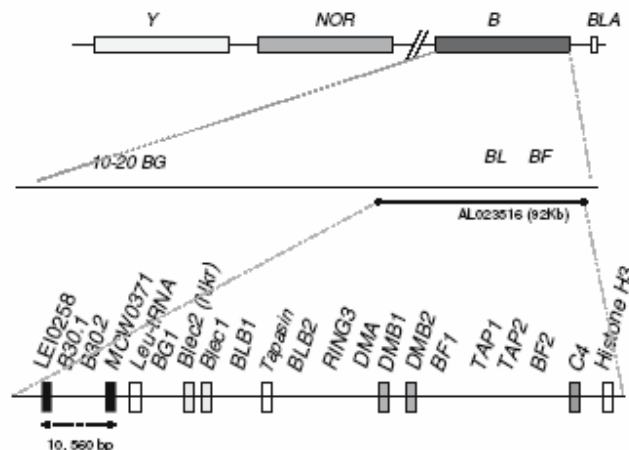 Y NOR B BLA
10-20 BG BL BF
AL023516 (92Kb)
LEI0258 B30.1 B30.2 MCW0371 Leu-tRNA BG1 Blec2 (Nkr) Blec1 BLB1 Tapasin BLB2 RING3 DMA DMB1 DMB2 BF1 TAP1 TAP2 BF2 C4 Histone H3
10, 560 bp